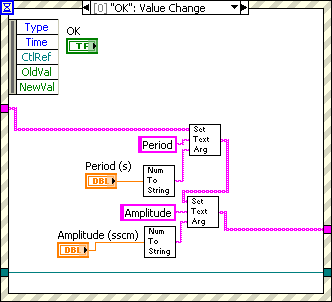 [0] "OK": Value Change
Type
Time
CtlRef
OldVal
NewVal
OK
TF
Set
Text
Arg
Period
Period (s)
DBL
Num
To
String
Set
Text
Arg
Amplitude
Amplitude (sscm)
DBL
Num
To
String